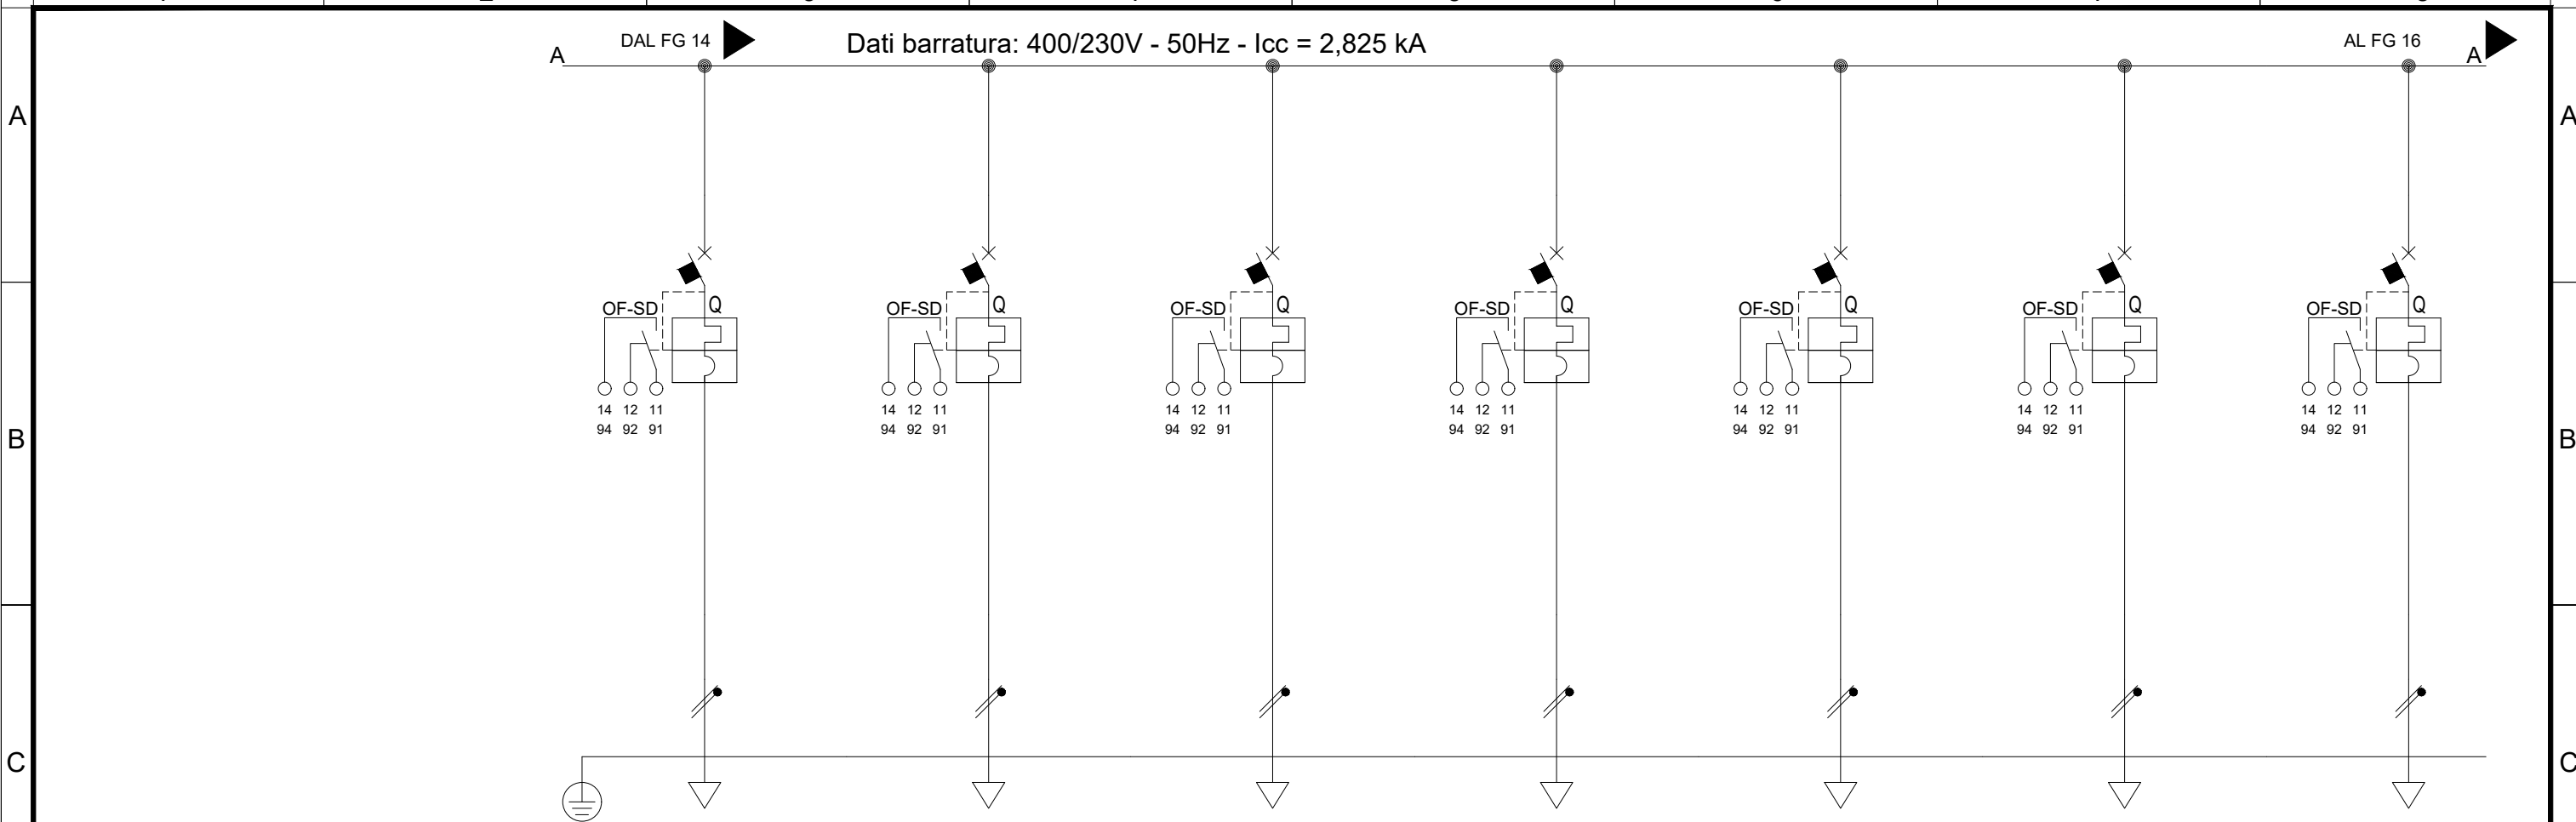 DAL FG 14 Dati barratura: 400/230V - 50Hz - Icc = 2,825 kA AL FG 16
A A
A A
OF-SD Q OF-SD Q OF-SD Q OF-SD Q OF-SD Q OF-SD Q OF-SD Q
14 12 11 14 12 11 14 12 11 14 12 11 14 12 11 14 12 11 14 12 11
94 92 91 94 92 91 94 92 91 94 92 91 94 92 91 94 92 91 94 92 91
B B
C C